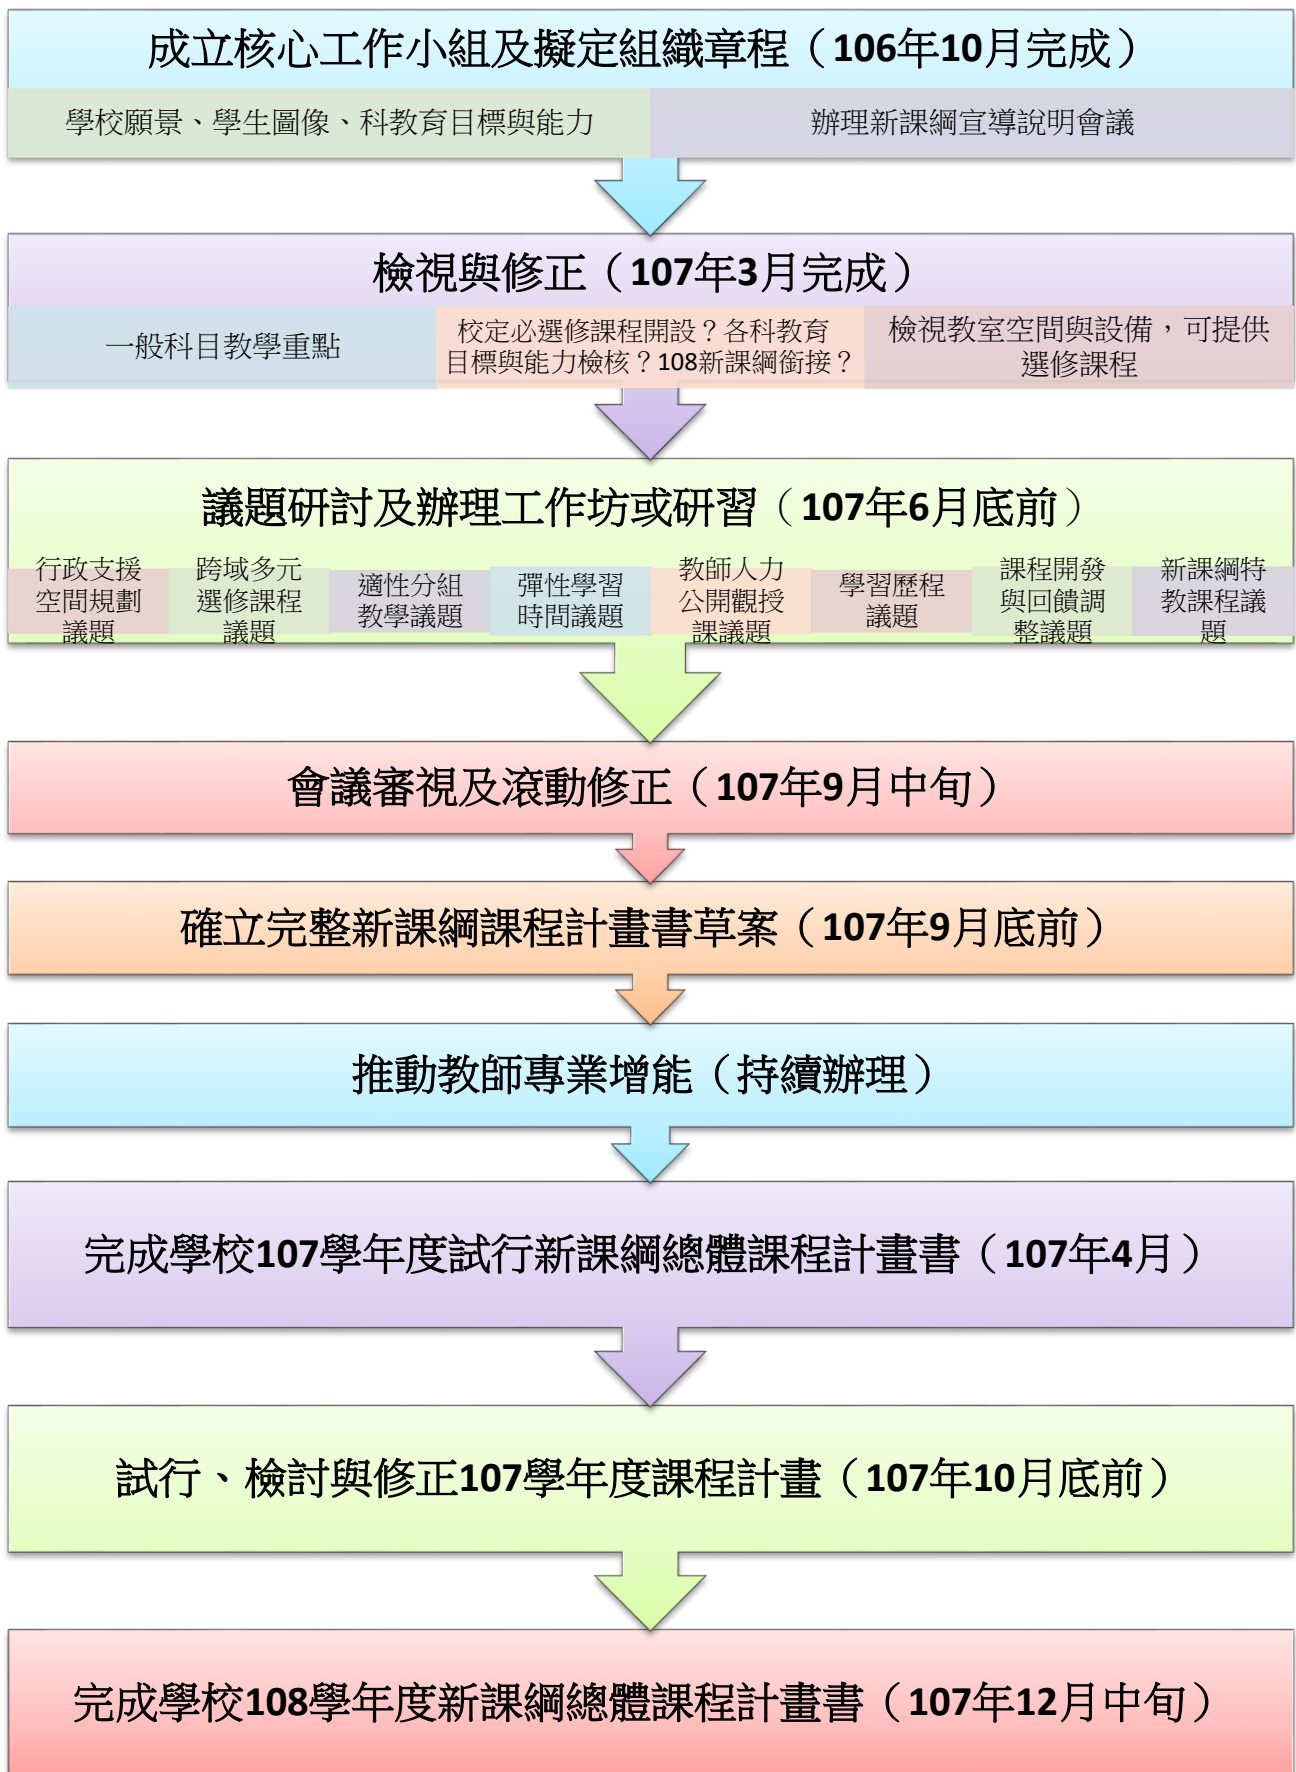 成立核心工作小組及擬定組織章程（106年10月完成）
學校願景、學生圖像、科教育目標與能力
辦理新課綱宣導說明會議
檢視與修正（107年3月完成）
一般科目教學重點
校定必選修課程開設？各科教育
目標與能力檢核？108新課綱銜接？
檢視教室空間與設備，可提供
選修課程
議題研討及辦理工作坊或研習（107年6月底前）
行政支援
空間規劃
議題
跨域多元
選修課程
議題
適性分組
教學議題
彈性學習
時間議題
教師人力
公開觀授
課議題
學習歷程
議題
課程開發
與回饋調
整議題
新課綱特
教課程議
題
會議審視及滾動修正（107年9月中旬）
確立完整新課綱課程計畫書草案（107年9月底前）
推動教師專業增能（持續辦理）
完成學校107學年度試行新課綱總體課程計畫書（107年4月）
試行、檢討與修正107學年度課程計畫（107年10月底前）
完成學校108學年度新課綱總體課程計畫書（107年12月中旬）